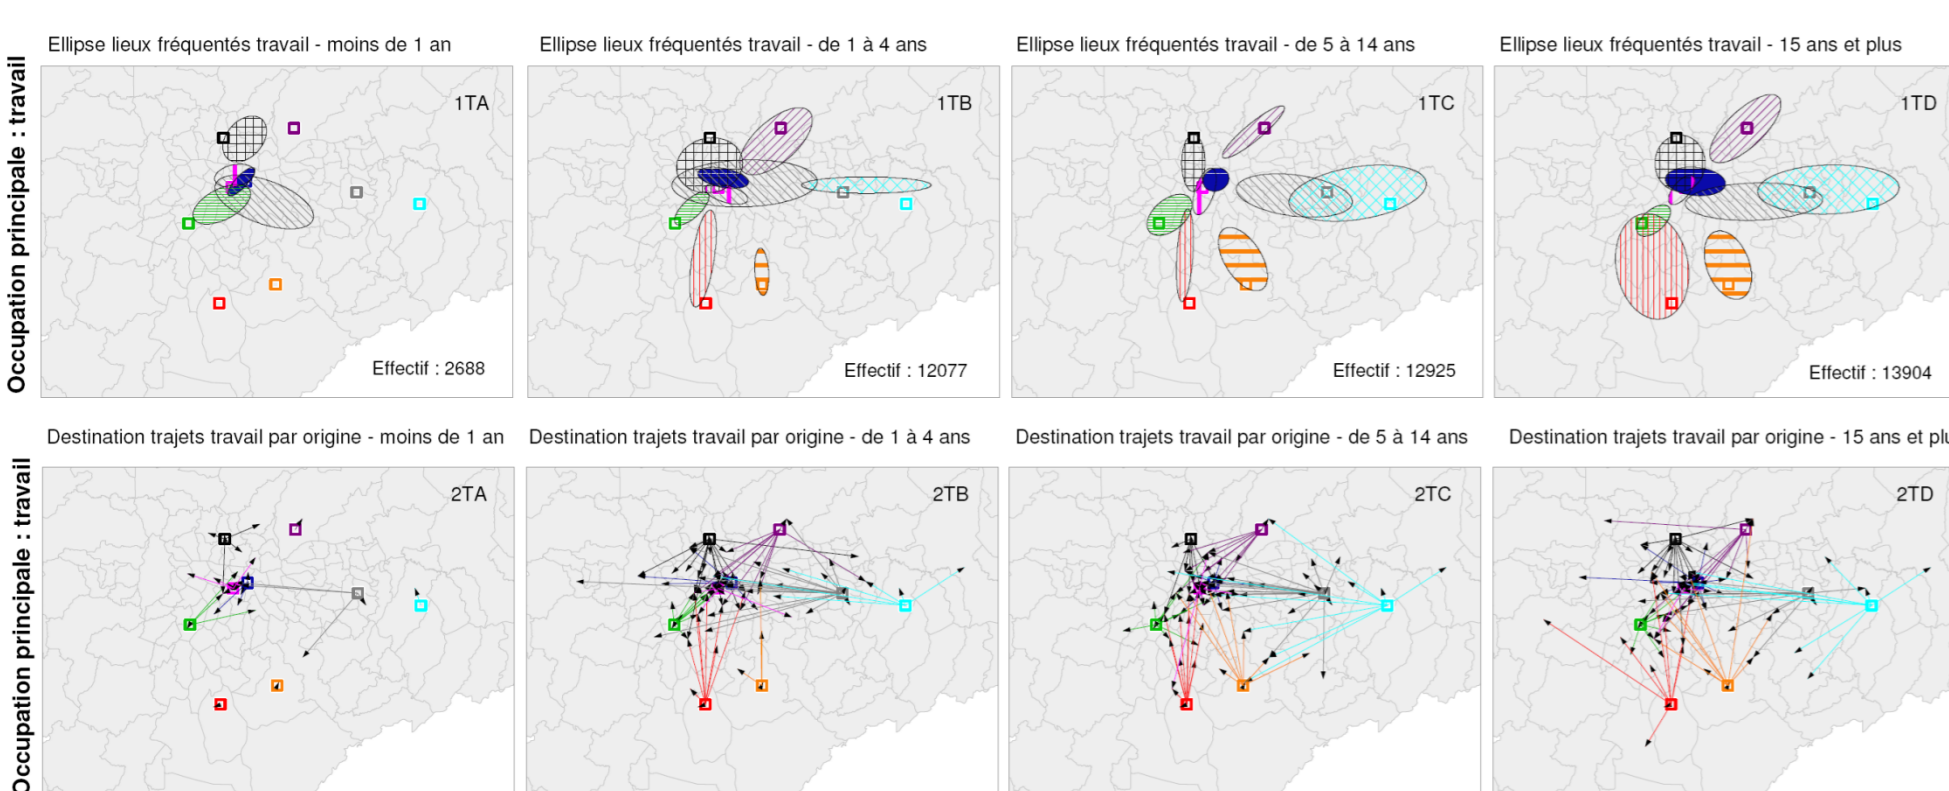 Ellipse lieux fréquentés travail - moins de 1 an
Ellipse lieux fréquentés travail - de 1 à 4 ans
Ellipse lieux fréquentés travail - de 5 à 14 ans
Ellipse lieux fréquentés travail - 15 ans et plus
Occupation principale : travail
1TA
1TB
1TC
1TD
Effectif : 2688
Effectif : 12077
Effectif : 12925
Effectif : 13904
Destination trajets travail par origine - moins de 1 an
Destination trajets travail par origine - de 1 à 4 ans
Destination trajets travail par origine - de 5 à 14 ans
Destination trajets travail par origine - 15 ans et plu
Occupation principale : travail
2TA
2TB
2TC
2TD